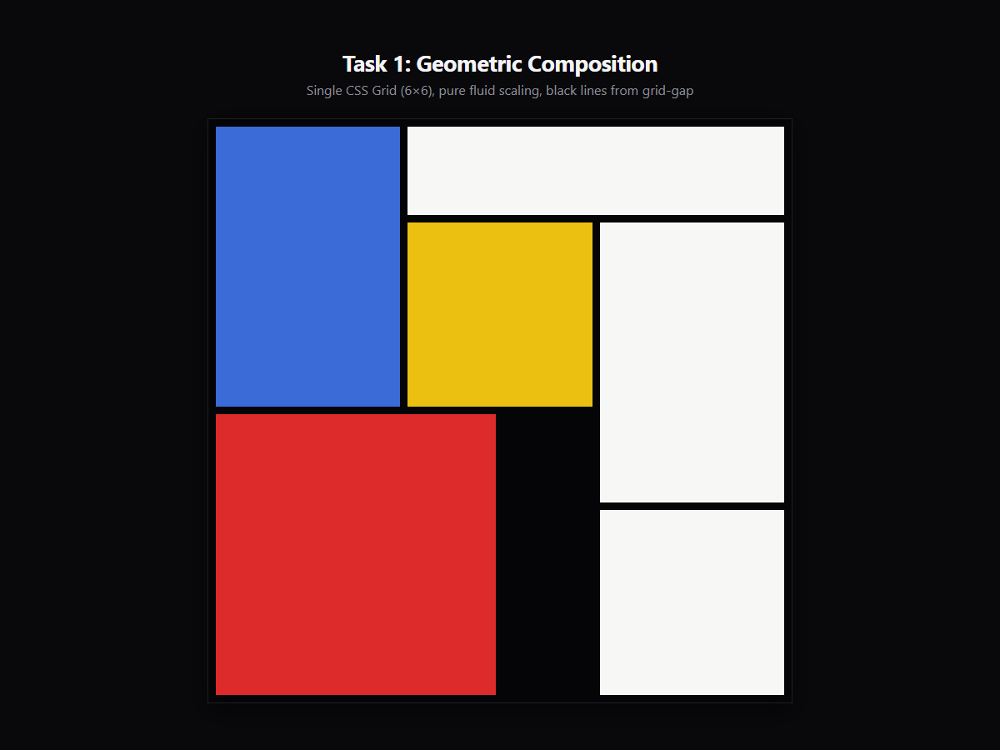 Task 1: Geometric Composition
Single CSS Grid (6×6), pure fluid scaling, black lines from grid-gap